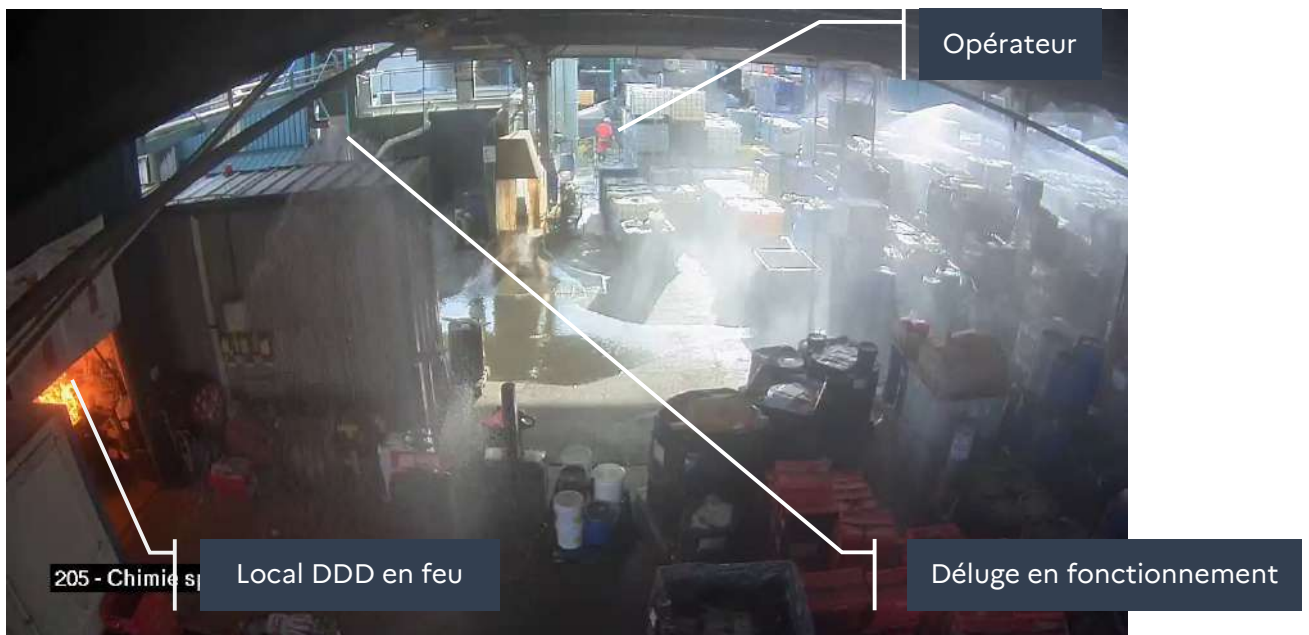 Opérateur
205 - Chimie sp
Local DDD en feu
Déluge en fonctionnement